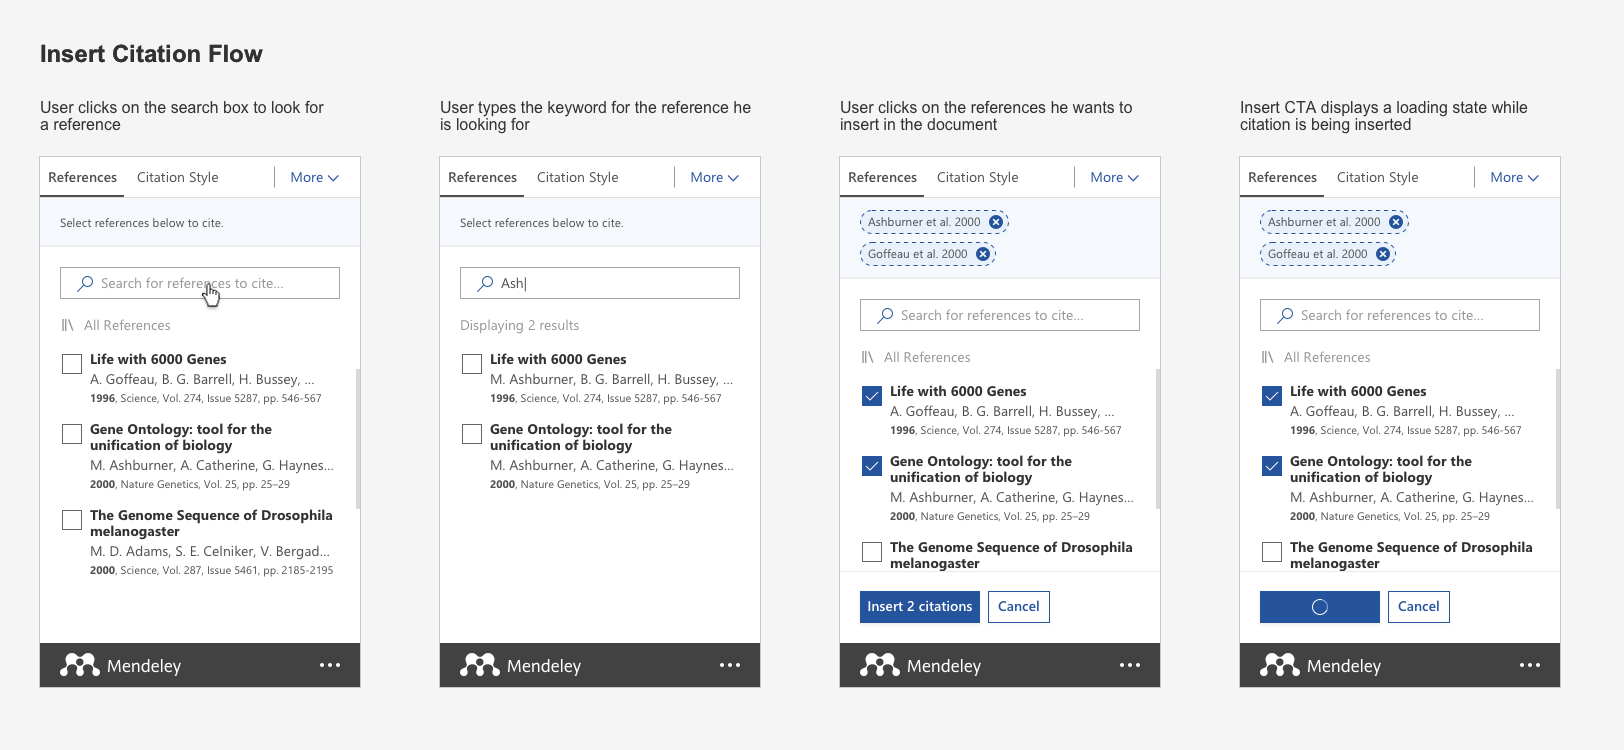 Insert Citation Flow
User clicks on the search box to look for
a reference
References Citation Style More
Select references below to cite.
Search for references to cite...
All References
Life with 6000 Genes
A. Goffeau, B. G. Barrell, H. Bussey, ...
1996, Science, Vol. 274, Issue 5287, pp. 546-567
Gene Ontology: tool for the
unification of biology
M. Ashburner, A. Catherine, G. Haynes...
2000, Nature Genetics, Vol. 25, pp. 25–29
The Genome Sequence of Drosophila
melanogaster
M. D. Adams, S. E. Celniker, V. Bergad...
2000, Science, Vol. 287, Issue 5461, pp. 2185-2195
Mendeley
User types the keyword for the reference he
is looking for
References Citation Style More
Select references below to cite.
Ash
Displaying 2 results
Life with 6000 Genes
M. Ashburner, B. G. Barrell, H. Bussey, ...
1996, Science, Vol. 274, Issue 5287, pp. 546-567
Gene Ontology: tool for the
unification of biology
M. Ashburner, A. Catherine, G. Haynes...
2000, Nature Genetics, Vol. 25, pp. 25–29
Mendeley
User clicks on the references he wants to
insert in the document
References Citation Style More
Ashburner et al. 2000
Goffeau et al. 2000
Search for references to cite...
All References
Life with 6000 Genes
A. Goffeau, B. G. Barrell, H. Bussey, ...
1996, Science, Vol. 274, Issue 5287, pp. 546-567
Gene Ontology: tool for the
unification of biology
M. Ashburner, A. Catherine, G. Haynes...
2000, Nature Genetics, Vol. 25, pp. 25–29
The Genome Sequence of Drosophila
melanogaster
Insert 2 citations Cancel
Mendeley
Insert CTA displays a loading state while
citation is being inserted
References Citation Style More
Ashburner et al. 2000
Goffeau et al. 2000
Search for references to cite...
All References
Life with 6000 Genes
A. Goffeau, B. G. Barrell, H. Bussey, ...
1996, Science, Vol. 274, Issue 5287, pp. 546-567
Gene Ontology: tool for the
unification of biology
M. Ashburner, A. Catherine, G. Haynes...
2000, Nature Genetics, Vol. 25, pp. 25–29
The Genome Sequence of Drosophila
melanogaster
Cancel
Mendeley